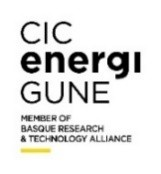 CIC
energi
GUNE
MEMBER OF
BASQUE RESEARCH
& TECHNOLOGY ALLIANCE